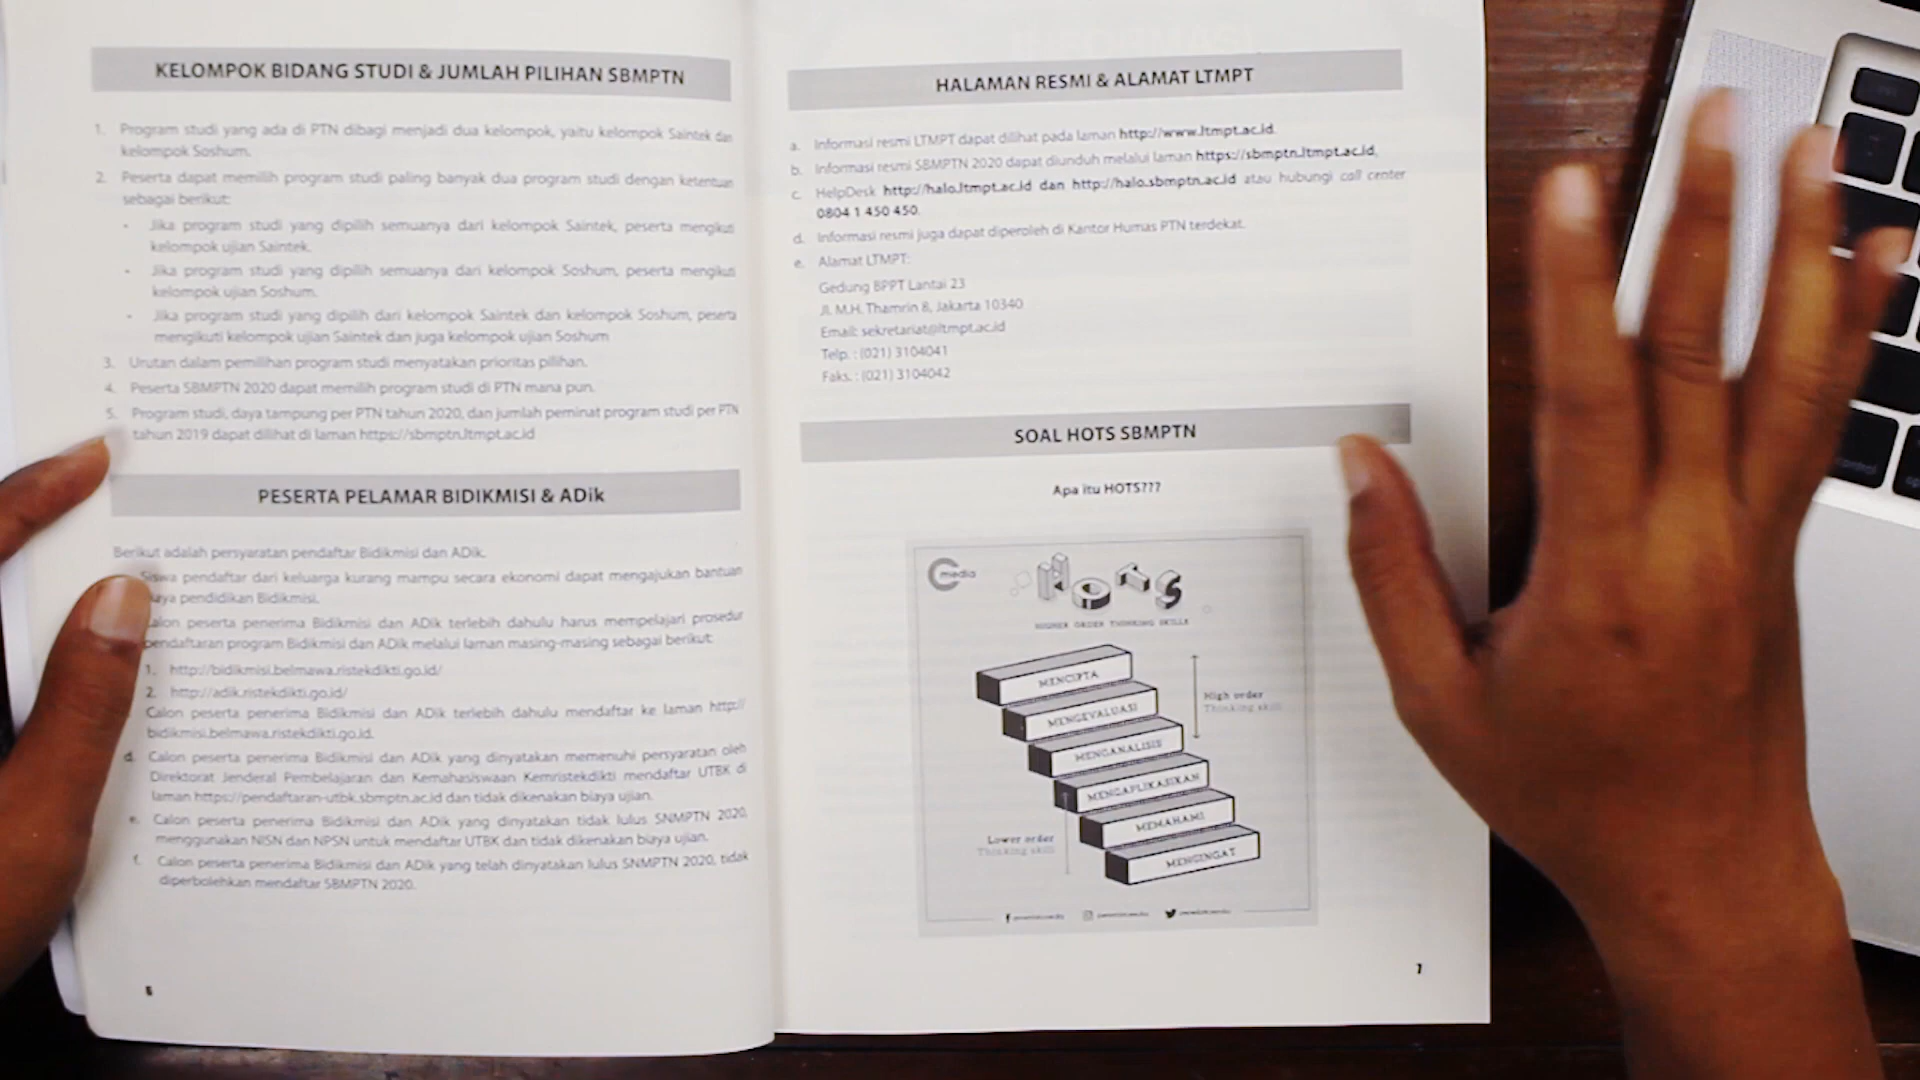 KELOMPOK BIDANG STUDI & JUMLAH PILIHAN SBMPTN
1. Program studi yang ada di PTN dibagi menjadi dua kelompok, yaitu kelompok Saintek dan
kelompok Soshum.
2. Peserta dapat memilih program studi paling banyak dua program studi dengan ketentuan
sebagai berikut:
- Jika program studi yang dipilih semuanya dari kelompok Saintek, peserta mengikuti
kelompok ujian Saintek.
- Jika program studi yang dipilih semuanya dari kelompok Soshum, peserta mengikuti
kelompok ujian Soshum.
- Jika program studi yang dipilih dari kelompok Saintek dan kelompok Soshum, peserta
mengikuti kelompok ujian Saintek dan juga kelompok ujian Soshum
3. Urutan dalam pemilihan program studi menyatakan prioritas pilihan.
4. Peserta SBMPTN 2020 dapat memilih program studi di PTN mana pun.
5. Program studi, daya tampung per PTN tahun 2020, dan jumlah peminat program studi per PTN
tahun 2019 dapat dilihat di laman https://sbmptn.ltmpt.ac.id
PESERTA PELAMAR BIDIKMISI & ADik
Berikut adalah persyaratan pendaftar Bidikmisi dan ADik.
Siswa pendaftar dari keluarga kurang mampu secara ekonomi dapat mengajukan bantuan
pendidikan Bidikmisi.
peserta penerima Bidikmisi dan ADik terlebih dahulu harus mempelajari prosedur
pendaftaran program Bidikmisi dan ADik melalui laman masing-masing sebagai berikut:
1. http://bidikmisi.belmawa.ristekdikti.go.id/
2. http://adik.ristekdikti.go.id/
Calon peserta penerima Bidikmisi dan ADik terlebih dahulu mendaftar ke laman http://
bidikmisi.belmawa.ristekdikti.go.id.
d. Calon peserta penerima Bidikmisi dan ADik yang dinyatakan memenuhi persyaratan oleh
Direktorat Jenderal Pembelajaran dan Kemahasiswaan Kemristekdikti mendaftar UTBK di
laman https://pendaftaran-utbk.sbmptn.ac.id dan tidak dikenakan biaya ujian.
e. Calon peserta penerima Bidikmisi dan ADik yang dinyatakan tidak lulus SNMPTN 2020,
menggunakan NISN dan NPSN untuk mendaftar UTBK dan tidak dikenakan biaya ujian.
f. Calon peserta penerima Bidikmisi dan ADik yang telah dinyatakan lulus SNMPTN 2020, tidak
diperbolehkan mendaftar SBMPTN 2020.
6
HALAMAN RESMI & ALAMAT LTMPT
a. Informasi resmi LTMPT dapat dilihat pada laman http://www.ltmpt.ac.id.
b. Informasi resmi SBMPTN 2020 dapat diunduh melalui laman https://sbmptn.ltmpt.ac.id,
c. HelpDesk http://halo.ltmpt.ac.id dan http://halo.sbmptn.ac.id atau hubungi call center
0804 1 450 450.
d. Informasi resmi juga dapat diperoleh di Kantor Humas PTN terdekat.
e. Alamat LTMPT:
Gedung BPPT Lantai 23
Jl. M.H. Thamrin 8, Jakarta 10340
Email: sekretariat@ltmpt.ac.id
Telp. : (021) 3104041
Faks. : (021) 3104042
SOAL HOTS SBMPTN
Apa itu HOTS???
media
HOTS
HIGHER ORDER THINKING SKILLS
MENCIPTA
MENGEVALUASI
MENGANALISIS
MENGAPLIKASIKAN
MEMAHAMI
MENGINGAT
High order
Thinking skill
Lower order
Thinking skill
7
control